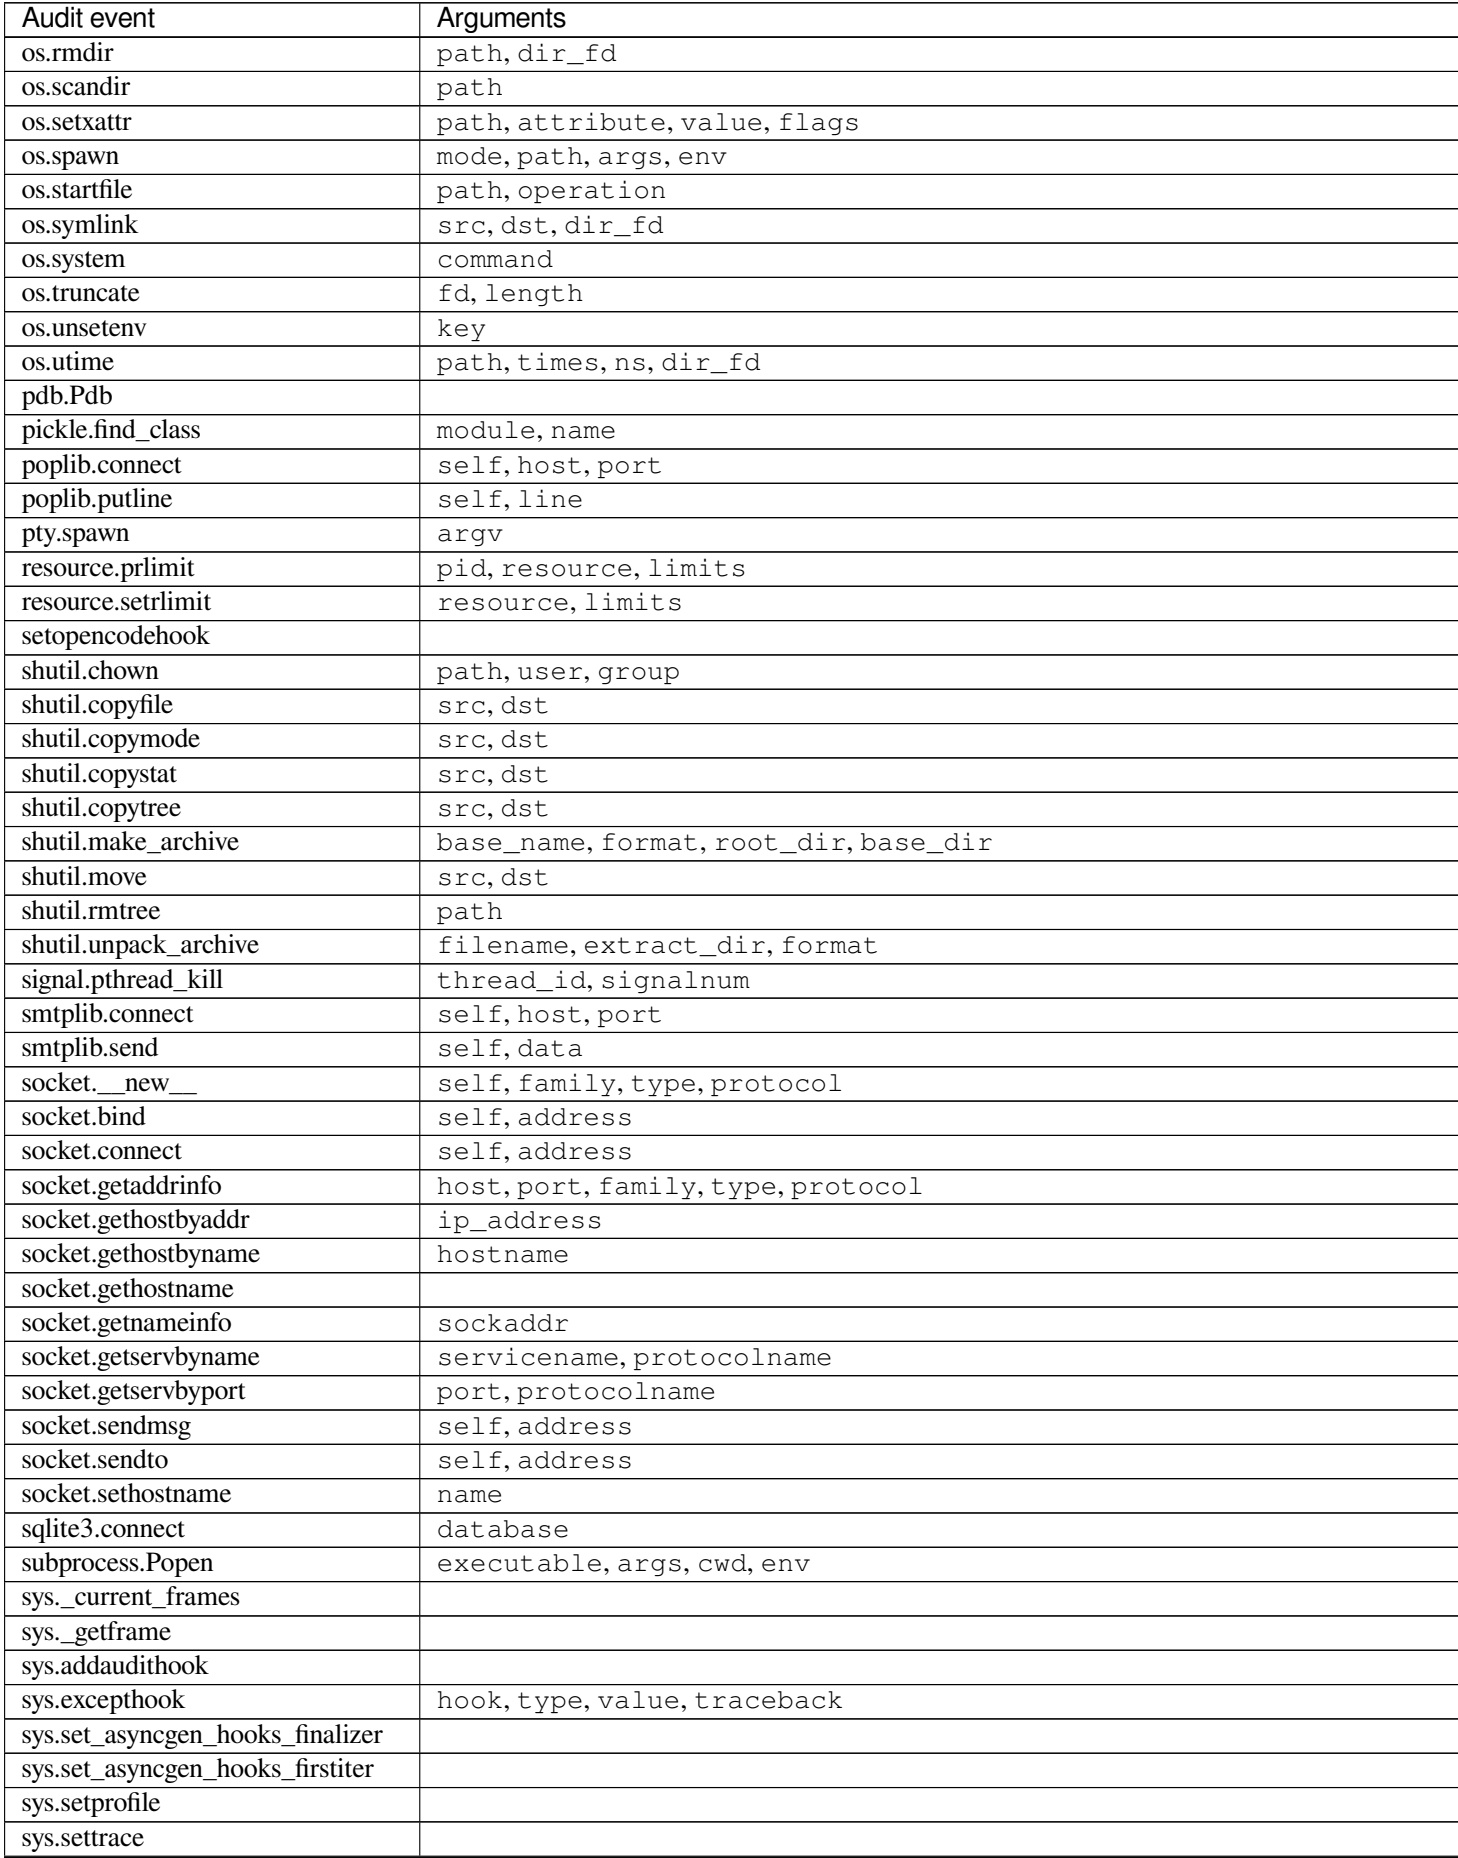 Audit event Arguments
os.rmdir path, dir_fd
os.scandir path
os.setxattr path, attribute, value, flags
os.spawn mode, path, args, env
os.startfile path, operation
os.symlink src, dst, dir_fd
os.system command
os.truncate fd, length
os.unsetenv key
os.utime path, times, ns, dir_fd
pdb.Pdb
pickle.find_class module, name
poplib.connect self, host, port
poplib.putline self, line
pty.spawn argv
resource.prlimit pid, resource, limits
resource.setrlimit resource, limits
setopencodehook
shutil.chown path, user, group
shutil.copyfile src, dst
shutil.copymode src, dst
shutil.copystat src, dst
shutil.copytree src, dst
shutil.make_archive base_name, format, root_dir, base_dir
shutil.move src, dst
shutil.rmtree path
shutil.unpack_archive filename, extract_dir, format
signal.pthread_kill thread_id, signalnum
smtplib.connect self, host, port
smtplib.send self, data
socket.__new__ self, family, type, protocol
socket.bind self, address
socket.connect self, address
socket.getaddrinfo host, port, family, type, protocol
socket.gethostbyaddr ip_address
socket.gethostbyname hostname
socket.gethostname
socket.getnameinfo sockaddr
socket.getservbyname servicename, protocolname
socket.getservbyport port, protocolname
socket.sendmsg self, address
socket.sendto self, address
socket.sethostname name
sqlite3.connect database
subprocess.Popen executable, args, cwd, env
sys._current_frames
sys._getframe
sys.addaudithook
sys.excepthook hook, type, value, traceback
sys.set_asyncgen_hooks_finalizer
sys.set_asyncgen_hooks_firstiter
sys.setprofile
sys.settrace